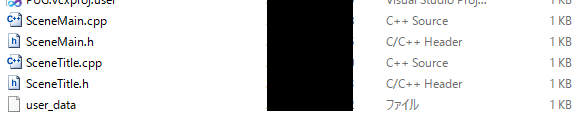 PUG.vcxproj.user Visual Studio Proj... 1 KB
SceneMain.cpp C++ Source 1 KB
SceneMain.h C/C++ Header 1 KB
SceneTitle.cpp C++ Source 1 KB
SceneTitle.h C/C++ Header 1 KB
user_data ファイル 1 KB